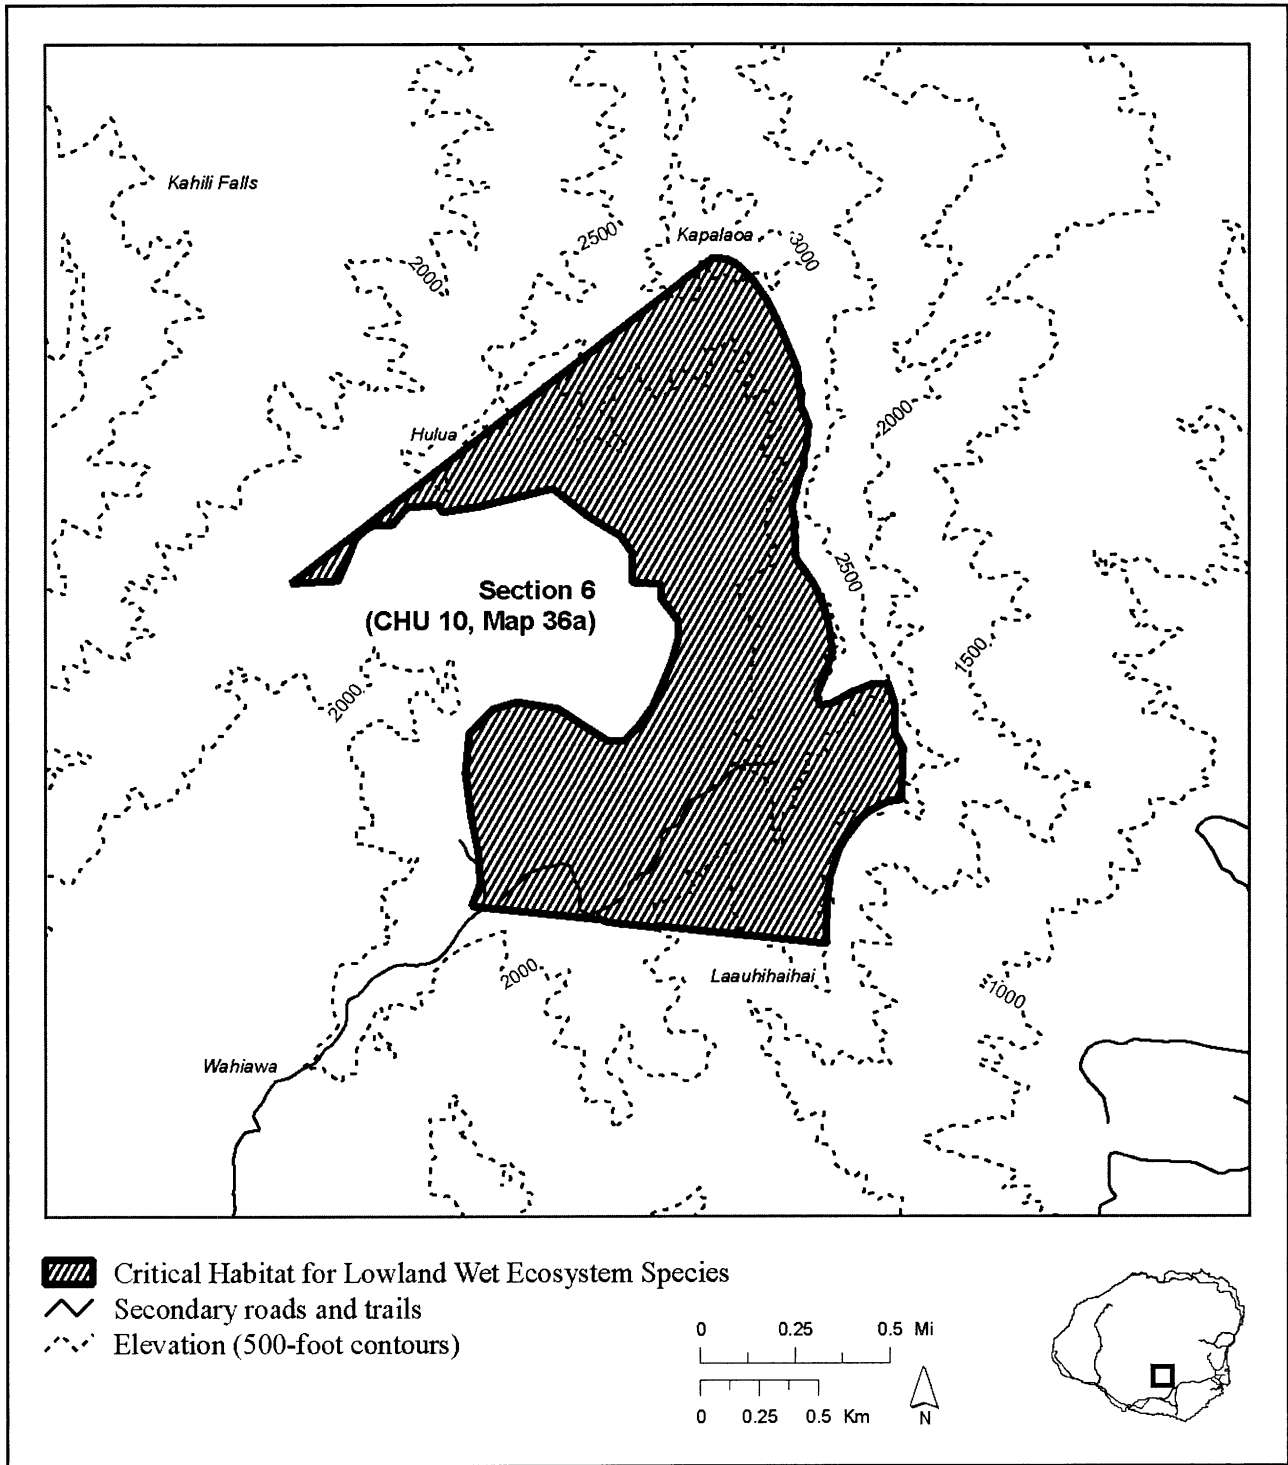 Kahili Falls
Kapalaoa
2500
3000
2000
2000
Hulua
2500
Section 6
(CHU 10, Map 36a)
1500
2000
2000
Laauhihaihai
1000
Wahiawa
Critical Habitat for Lowland Wet Ecosystem Species
Secondary roads and trails
Elevation (500-foot contours)
0 0.25 0.5 Mi
0 0.25 0.5 Km
N